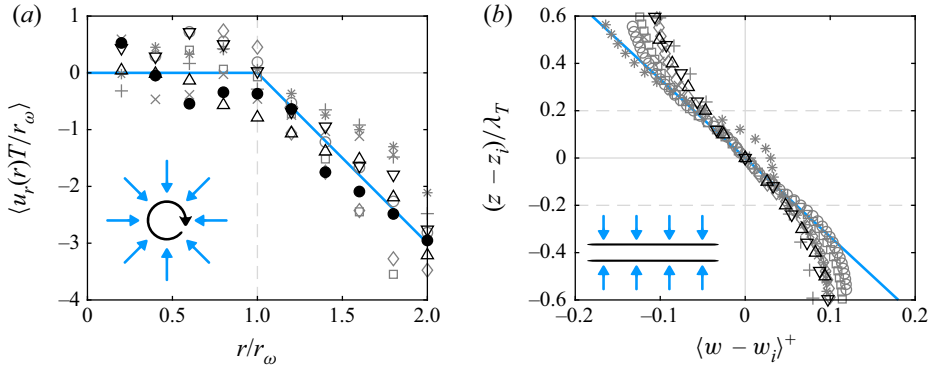 (a)
1
0
−1
−2
−3
−4
⟨u_r(r)T/r_ω⟩
0 0.5 1.0 1.5 2.0
r/r_ω
(b)
0.6
0.4
0.2
0
−0.2
−0.4
−0.6
(z − z_i)/λ_T
−0.2 −0.1 0 0.1 0.2
⟨w − w_i⟩⁺